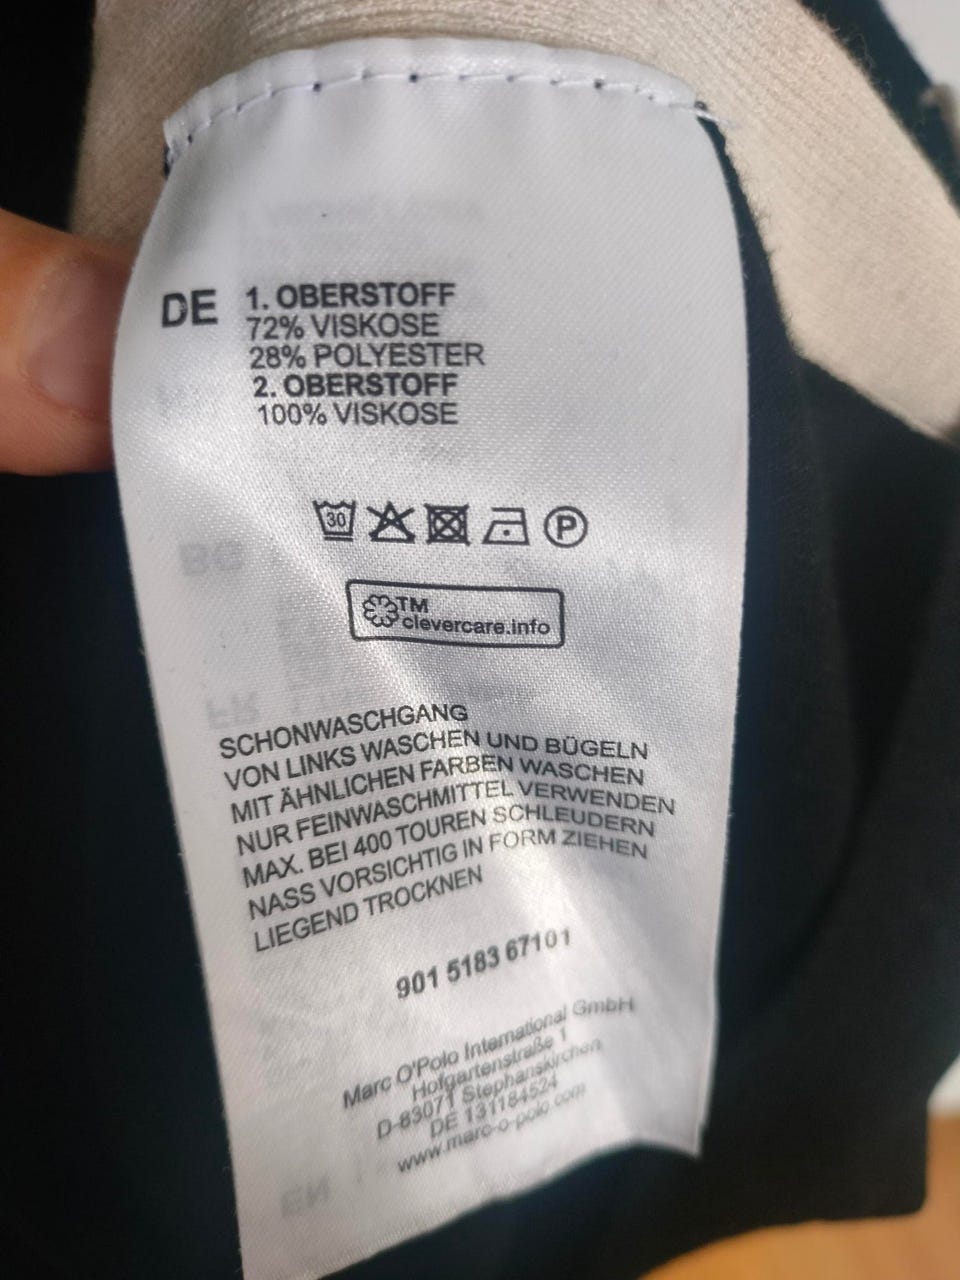 DE
1. OBERSTOFF
72% VISKOSE
28% POLYESTER
2. OBERSTOFF
100% VISKOSE
30
P
TM
clevercare.info
SCHONWASCHGANG
VON LINKS WASCHEN UND BÜGELN
MIT ÄHNLICHEN FARBEN WASCHEN
NUR FEINWASCHMITTEL VERWENDEN
MAX. BEI 400 TOUREN SCHLEUDERN
NASS VORSICHTIG IN FORM ZIEHEN
LIEGEND TROCKNEN
901 5183 67101
Marc O'Polo International GmbH
Hofgartenstraße 1
D-83071 Stephanskirchen
DE 131184524
www.marc-o-polo.com